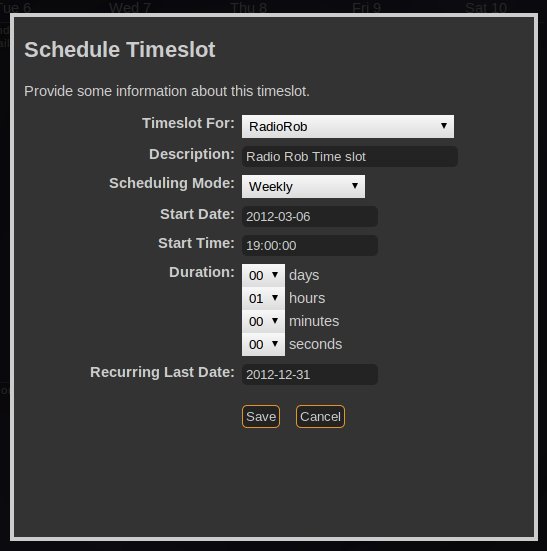 Tue 6 Wed 7 Thu 8 Fri 9 Sat 10
Schedule Timeslot
Provide some information about this timeslot.
Timeslot For: RadioRob
Description: Radio Rob Time slot
Scheduling Mode: Weekly
Start Date: 2012-03-06
Start Time: 19:00:00
Duration: 00 days
01 hours
00 minutes
00 seconds
Recurring Last Date: 2012-12-31
Save Cancel